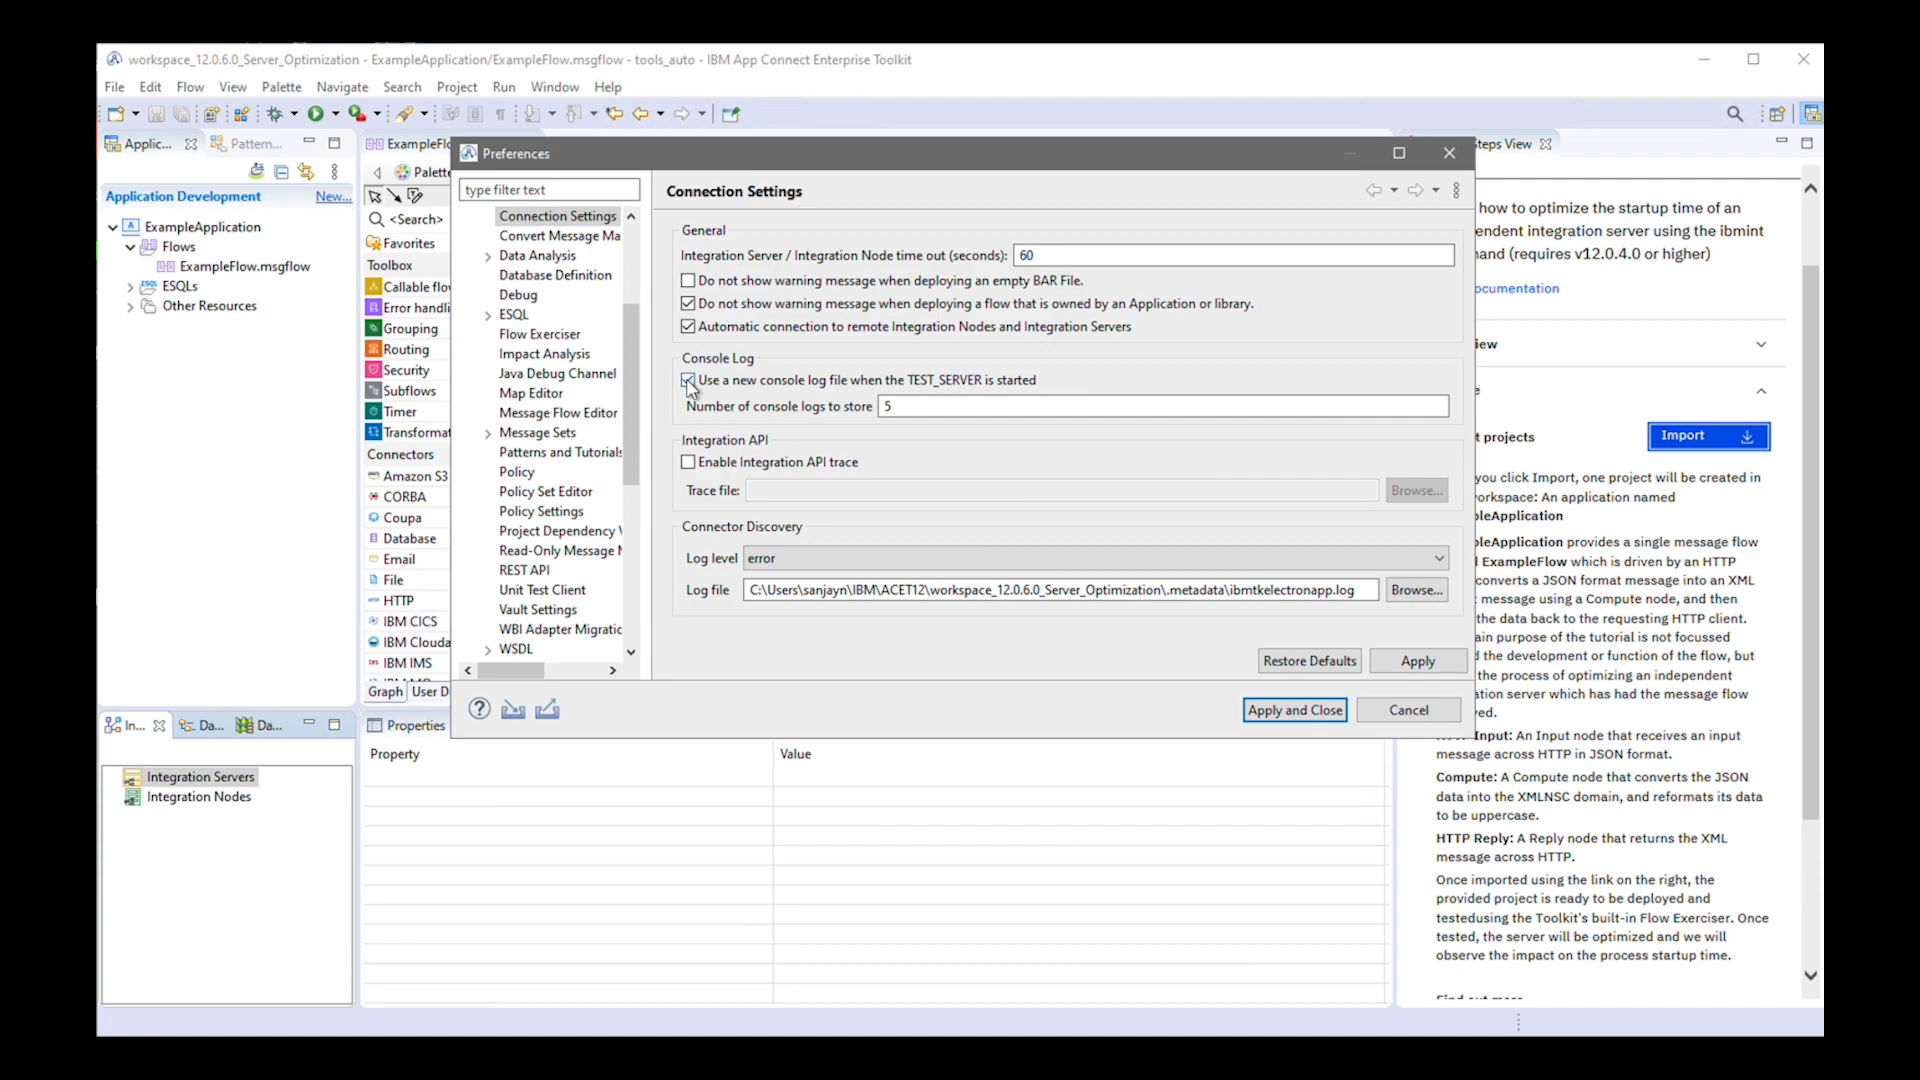 workspace_12.0.6.0_Server_Optimization - ExampleApplication/ExampleFlow.msgflow - tools_auto - IBM App Connect Enterprise Toolkit
File Edit Flow View Palette Navigate Search Project Run Window Help
Applic...
Pattern...
Application Development
New...
ExampleApplication
Flows
ExampleFlow.msgflow
ESQLs
Other Resources
ExampleFlo
Palette
<Search>
Favorites
Toolbox
Callable flo
Error handli
Grouping
Routing
Security
Subflows
Timer
Transformat
Connectors
Amazon S3
CORBA
Coupa
Database
Email
File
HTTP
IBM CICS
IBM Clouda
IBM IMS
Graph
User D
Preferences
type filter text
Connection Settings
Convert Message Ma
Data Analysis
Database Definition
Debug
ESQL
Flow Exerciser
Impact Analysis
Java Debug Channel
Map Editor
Message Flow Editor
Message Sets
Patterns and Tutorials
Policy
Policy Set Editor
Policy Settings
Project Dependency
Read-Only Message
REST API
Unit Test Client
Vault Settings
WBI Adapter Migratic
WSDL
Connection Settings
General
Integration Server / Integration Node time out (seconds): 60
Do not show warning message when deploying an empty BAR File.
Do not show warning message when deploying a flow that is owned by an Application or library.
Automatic connection to remote Integration Nodes and Integration Servers
Console Log
Use a new console log file when the TEST_SERVER is started
Number of console logs to store 5
Integration API
Enable Integration API trace
Trace file: Browse...
Connector Discovery
Log level error
Log file C:\Users\sanjayn\IBM\ACET12\workspace_12.0.6.0_Server_Optimization\.metadata\ibmtkelectronapp.log Browse...
Restore Defaults Apply
Apply and Close Cancel
teps View
how to optimize the startup time of an
endent integration server using the ibmint
and (requires v12.0.4.0 or higher)
ocumentation
iew
e
t projects
Import
you click Import, one project will be created in
orkspace: An application named
leApplication
leApplication provides a single message flow
ExampleFlow which is driven by an HTTP
converts a JSON format message into an XML
message using a Compute node, and then
the data back to the requesting HTTP client.
ain purpose of the tutorial is not focussed
the development or function of the flow, but
the process of optimizing an independent
ation server which has had the message flow
ed.
Input: An Input node that receives an input
message across HTTP in JSON format.
Compute: A Compute node that converts the JSON
data into the XMLNSC domain, and reformats its data
to be uppercase.
HTTP Reply: A Reply node that returns the XML
message across HTTP.
Once imported using the link on the right, the
provided project is ready to be deployed and
testedusing the Toolkit's built-in Flow Exerciser. Once
tested, the server will be optimized and we will
observe the impact on the process startup time.
In...
Da...
Da...
Integration Servers
Integration Nodes
Properties
Property Value